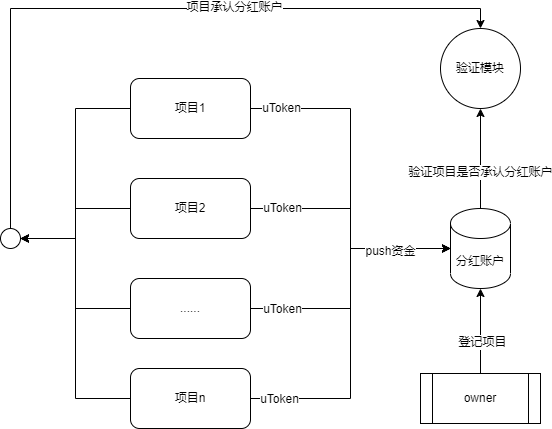 项目承认分红账户
验证模块
项目1
uToken
验证项目是否承认分红账户
项目2
uToken
push资金
分红账户
……
uToken
登记项目
项目n
uToken
owner